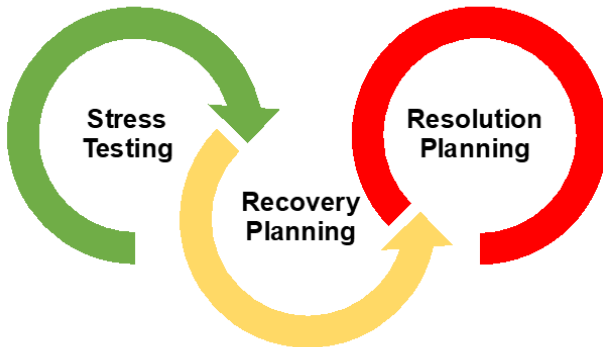 Stress
Testing
Recovery
Planning
Resolution
Planning